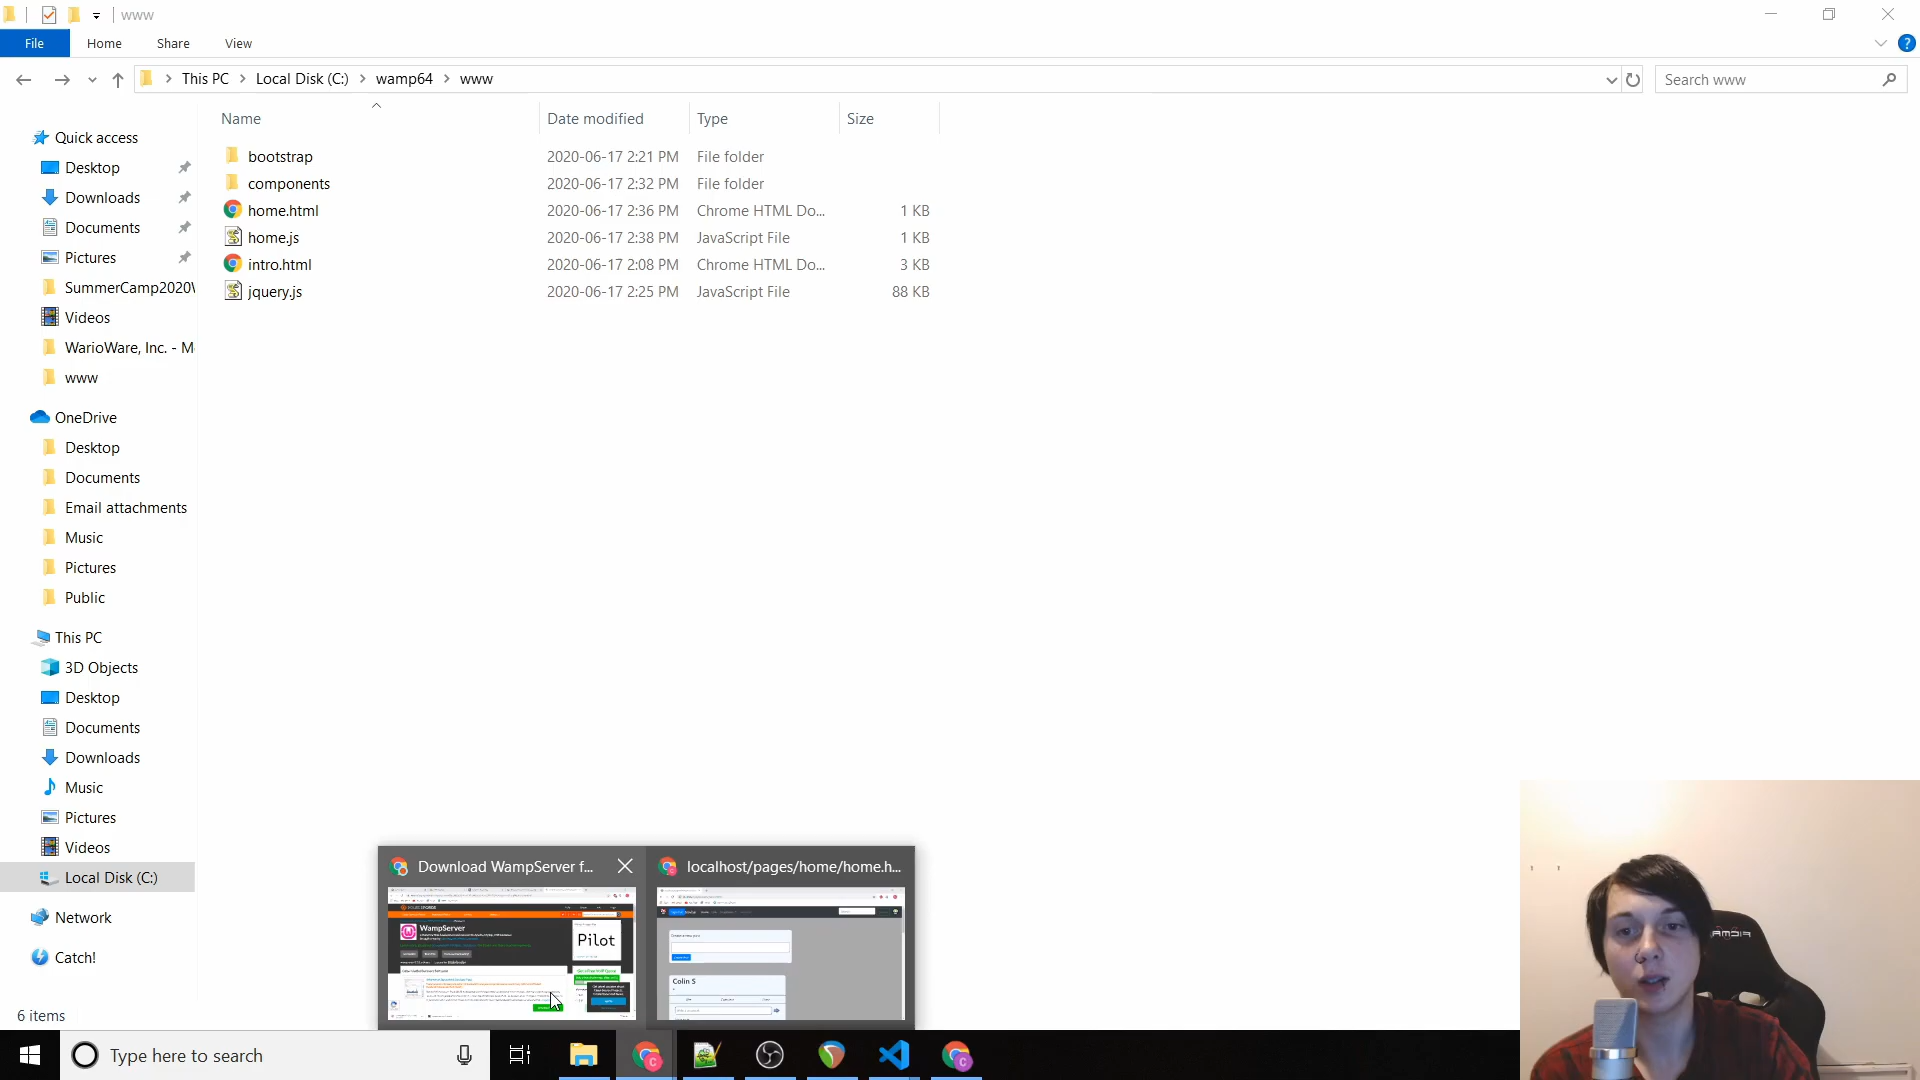 www
File
Home
Share
View
This PC
Local Disk (C:)
wamp64
www
Search www
Name
Date modified
Type
Size
bootstrap 2020-06-17 2:21 PM File folder
components 2020-06-17 2:32 PM File folder
home.html 2020-06-17 2:36 PM Chrome HTML Do... 1 KB
home.js 2020-06-17 2:38 PM JavaScript File 1 KB
intro.html 2020-06-17 2:08 PM Chrome HTML Do... 3 KB
jquery.js 2020-06-17 2:25 PM JavaScript File 88 KB
Quick access
Desktop
Downloads
Documents
Pictures
SummerCamp2020
Videos
WarioWare, Inc. - M
www
OneDrive
Desktop
Documents
Email attachments
Music
Pictures
Public
This PC
3D Objects
Desktop
Documents
Downloads
Music
Pictures
Videos
Local Disk (C:)
Network
Catch!
6 items
Download WampServer f...
localhost/pages/home/home.h...
WampServer
Pilot
Colin S
Type here to search